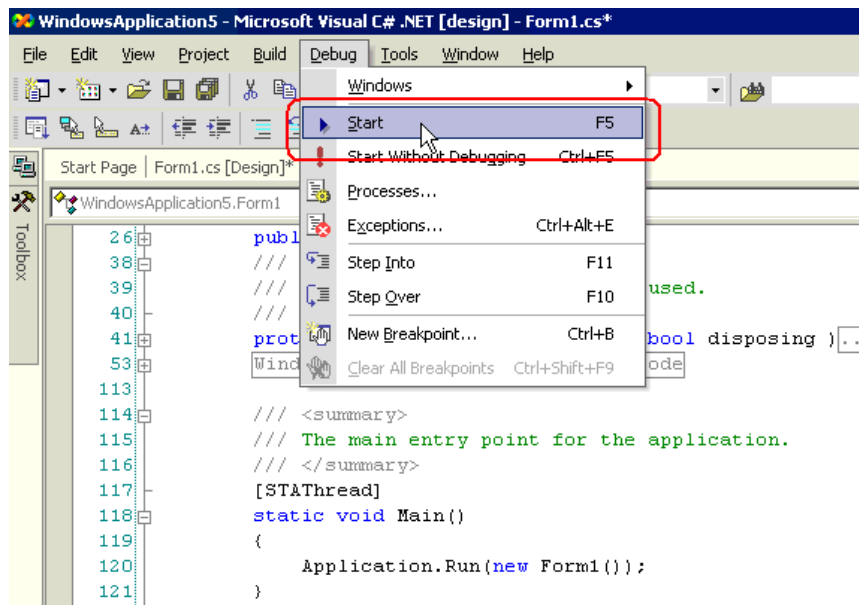 WindowsApplication5 - Microsoft Visual C# .NET [design] - Form1.cs*
File Edit View Project Build Debug Tools Window Help
Windows
Start F5
Start Without Debugging Ctrl+F5
Processes...
Exceptions... Ctrl+Alt+E
Step Into F11
Step Over F10
New Breakpoint... Ctrl+B
Clear All Breakpoints Ctrl+Shift+F9
Toolbox
Start Page Form1.cs [Design]*
WindowsApplication5.Form1
26 publ
38 ///
39 /// used.
40 ///
41 prot bool disposing )..
53 Wind ode
113
114 /// <summary>
115 /// The main entry point for the application.
116 /// </summary>
117 [STAThread]
118 static void Main()
119 {
120 Application.Run(new Form1());
121 }